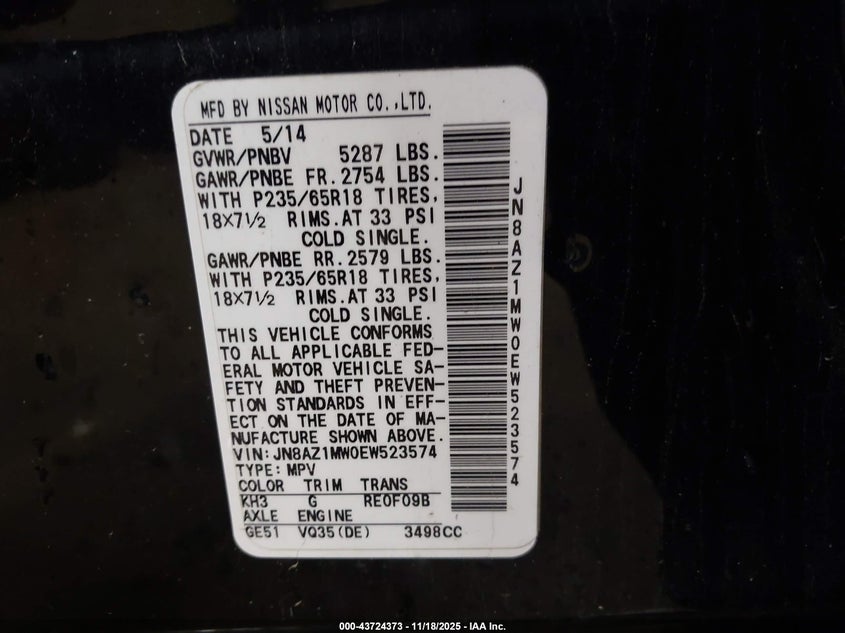 MFD BY NISSAN MOTOR CO.,LTD.
DATE 5/14
GVWR/PNBV 5287 LBS.
GAWR/PNBE FR. 2754 LBS.
WITH P235/65R18 TIRES,
18X7½ RIMS. AT 33 PSI
COLD SINGLE.
GAWR/PNBE RR. 2579 LBS.
WITH P235/65R18 TIRES,
18X7½ RIMS. AT 33 PSI
COLD SINGLE.
THIS VEHICLE CONFORMS
TO ALL APPLICABLE FED-
ERAL MOTOR VEHICLE SA-
FETY AND THEFT PREVEN-
TION STANDARDS IN EFF-
ECT ON THE DATE OF MA-
NUFACTURE SHOWN ABOVE.
VIN: JN8AZ1MW0EW523574
TYPE: MPV
COLOR TRIM TRANS
KH3 G RE0F09B
AXLE ENGINE
GE51 VQ35(DE) 3498CC
JN8AZ1MW0EW523574
000-43724373 - 11/18/2025 - IAA Inc.